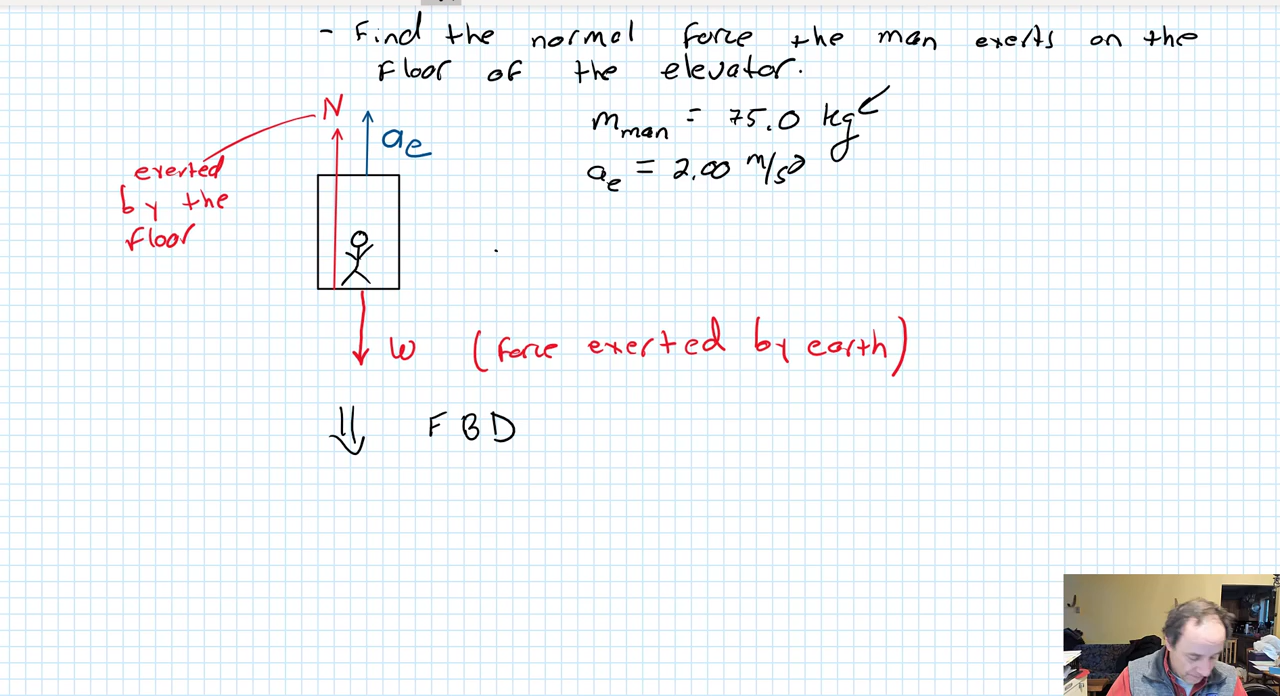 - Find the normal force the man exerts on the
floor of the elevator.
N
a_e
m_man = 75.0 kg
a_e = 2.00 m/s²
exerted
by the
floor
w (force exerted by earth)
⇓ FBD